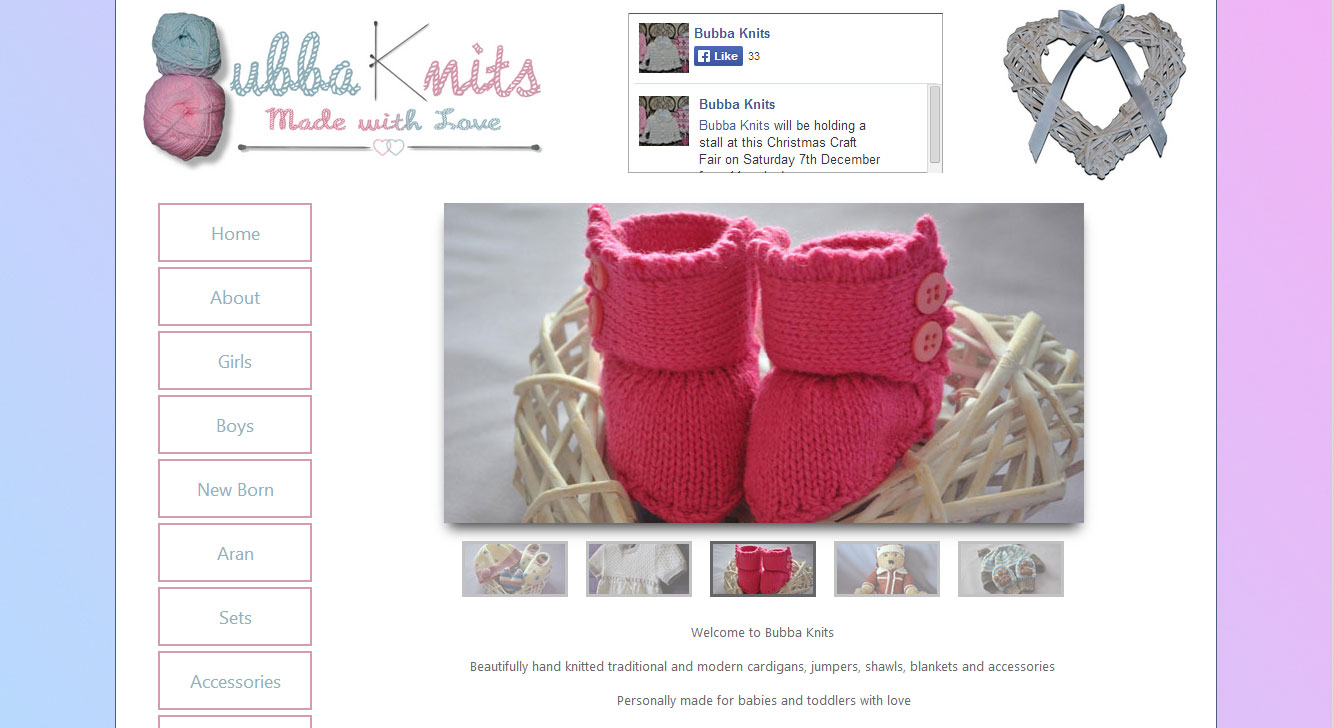 Bubba Knits
Made with Love
Bubba Knits
Like 33
Bubba Knits
Bubba Knits will be holding a
stall at this Christmas Craft
Fair on Saturday 7th December
Home
About
Girls
Boys
New Born
Aran
Sets
Accessories
Welcome to Bubba Knits
Beautifully hand knitted traditional and modern cardigans, jumpers, shawls, blankets and accessories
Personally made for babies and toddlers with love